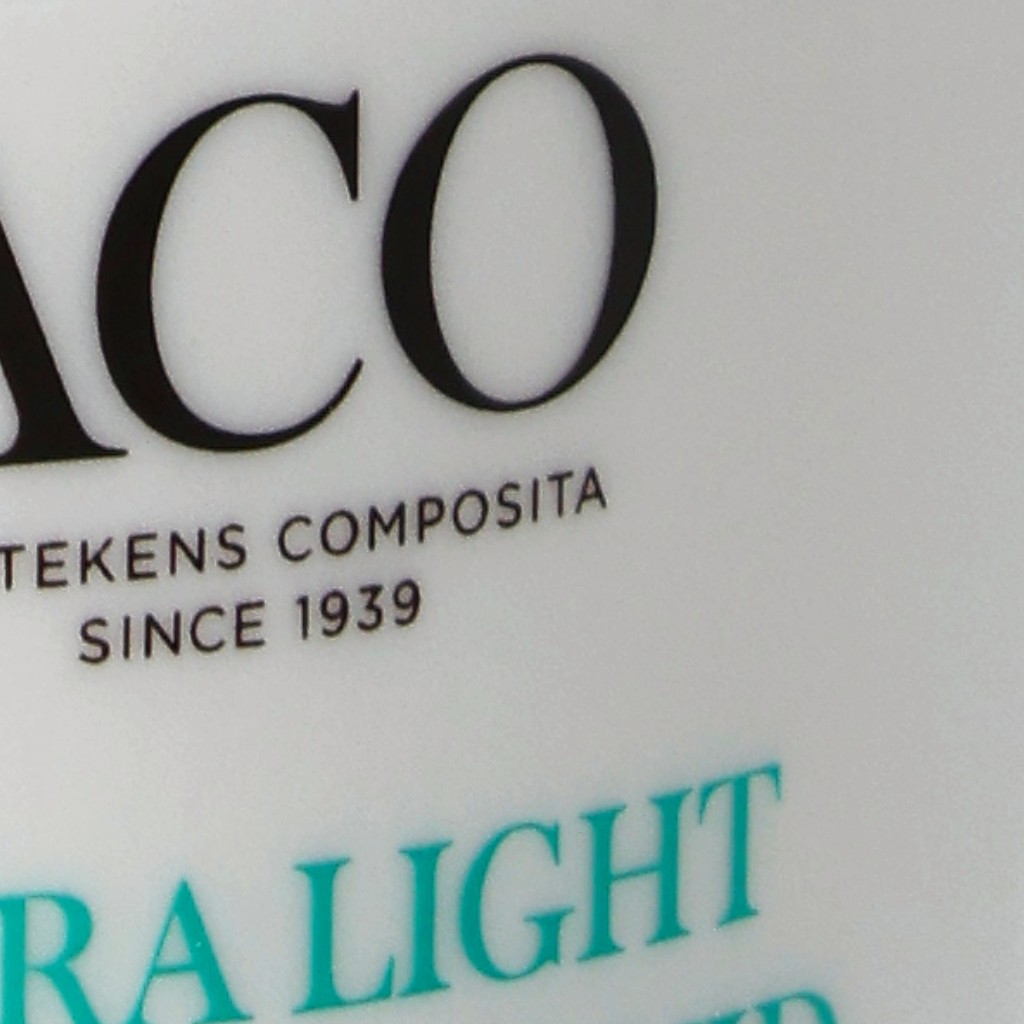 ACO
TEKENS COMPOSITA
SINCE 1939
RA LIGHT